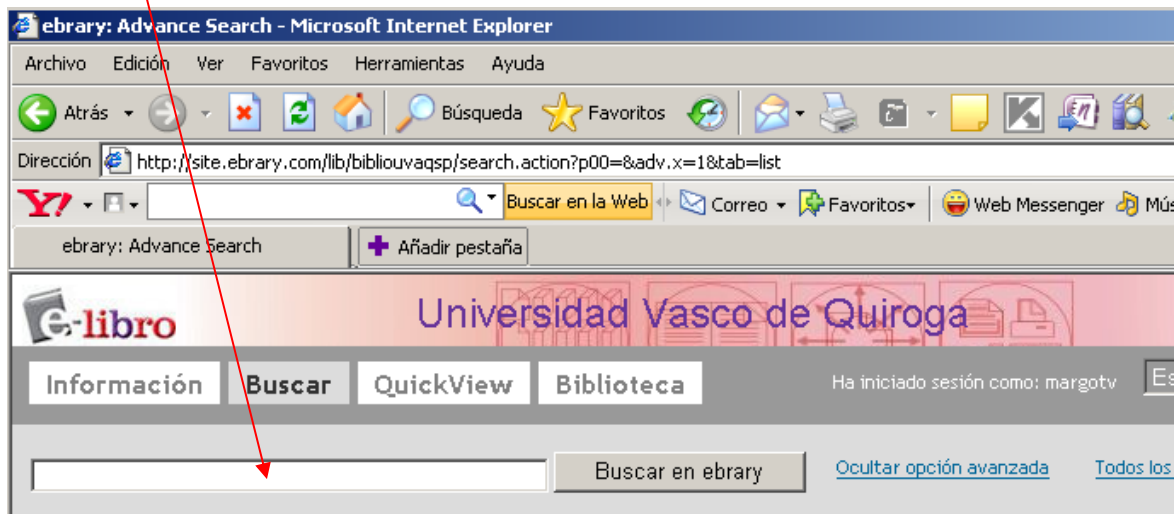 ebrary: Advance Search - Microsoft Internet Explorer
Archivo Edición Ver Favoritos Herramientas Ayuda
Atrás Búsqueda Favoritos
Dirección http://site.ebrary.com/lib/bibliouvaqsp/search.action?p00=&adv.x=1&tab=list
Y! Buscar en la Web Correo Favoritos Web Messenger Mús
ebrary: Advance Search Añadir pestaña
e-libro Universidad Vasco de Quiroga
Información Buscar QuickView Biblioteca Ha iniciado sesión como: margotv Es
Buscar en ebrary Ocultar opción avanzada Todos los